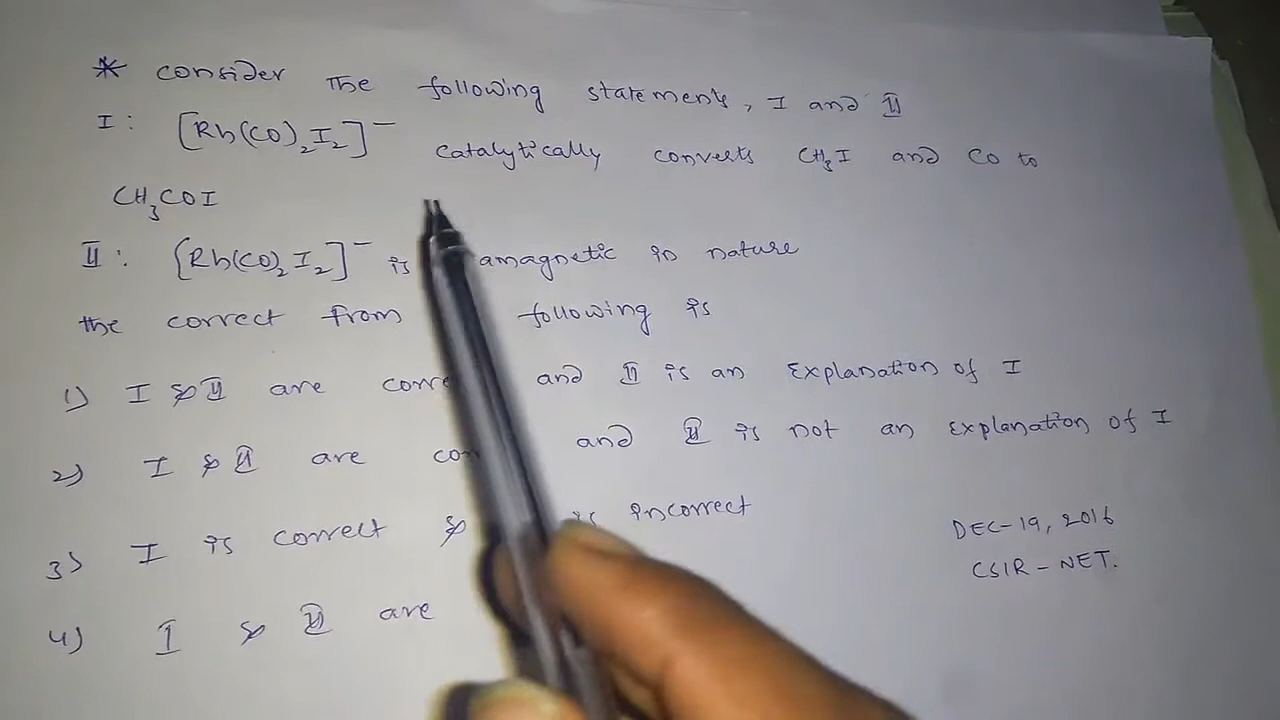 * consider The following statements, I and II
I: [Rh(CO)2I2]− catalytically converts CH3I and CO to
CH3COI
II: [Rh(CO)2I2]− is amagnetic in nature
the correct from following is
1) I & II are corre and II is an Explanation of I
2) I & II are co and II is not an Explanation of I
3) I is correct & is incorrect
4) I & II are
DEC-19, 2016
CSIR-NET.